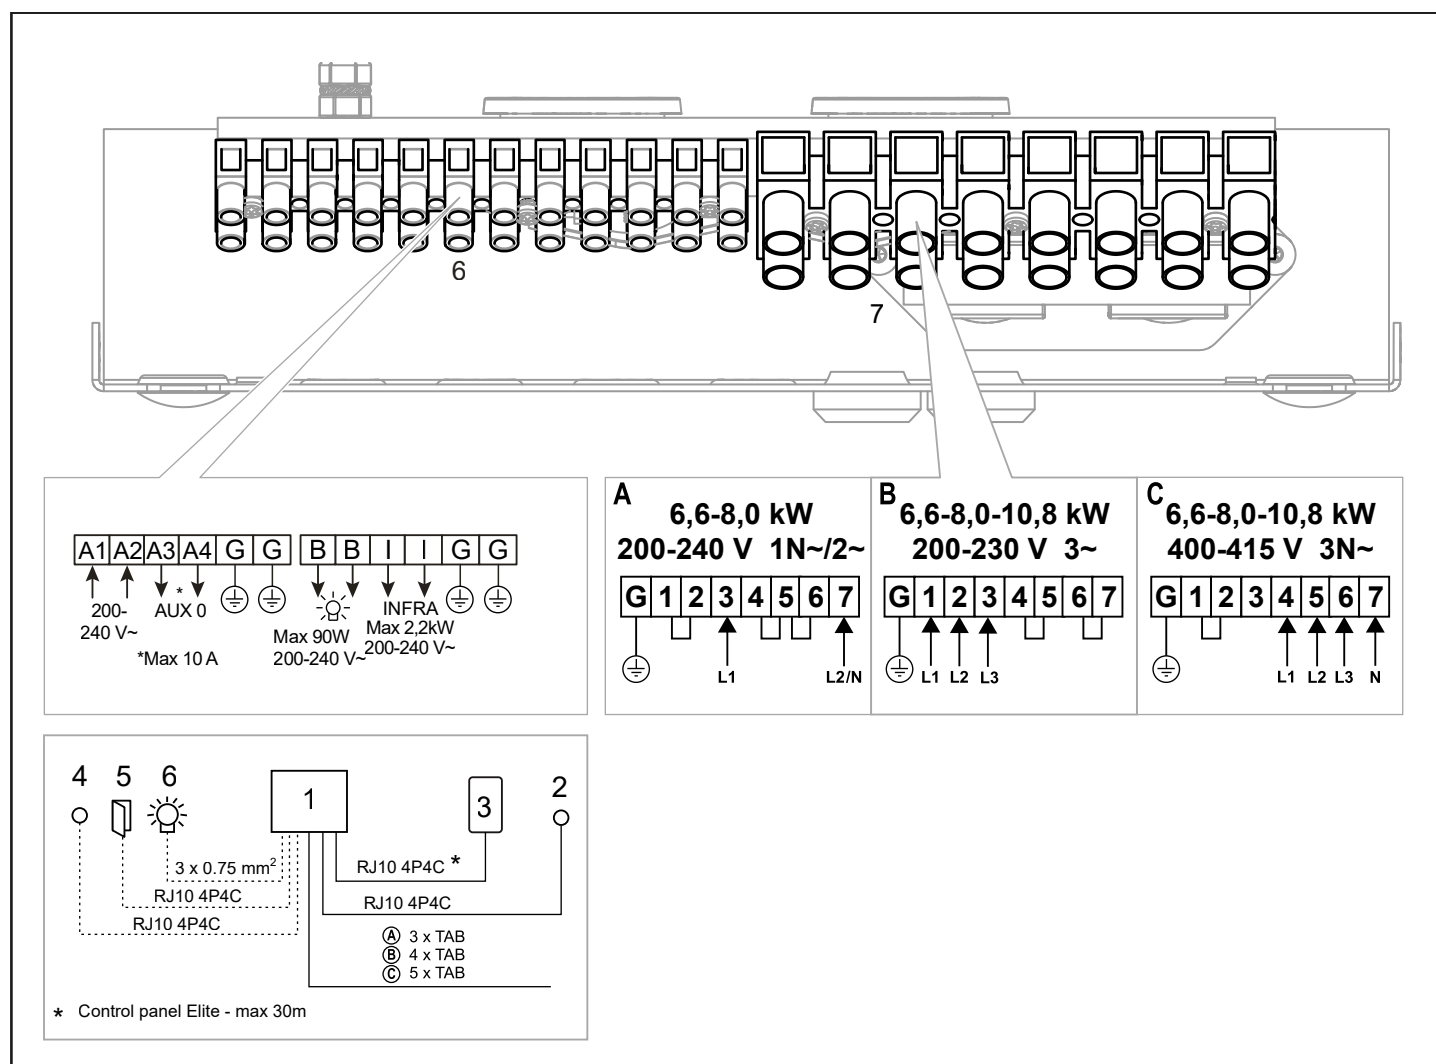 6
7
A1 A2 A3 A4 G G B B I I G G
200-
240 V~
*
AUX 0
*Max 10 A
Max 90W
200-240 V~
INFRA
Max 2,2kW
200-240 V~
A
6,6-8,0 kW
200-240 V 1N~/2~
G 1 2 3 4 5 6 7
L1 L2/N
B
6,6-8,0-10,8 kW
200-230 V 3~
G 1 2 3 4 5 6 7
L1 L2 L3
C
6,6-8,0-10,8 kW
400-415 V 3N~
G 1 2 3 4 5 6 7
L1 L2 L3 N
4 5 6
1
3
2
3 x 0.75 mm²
RJ10 4P4C
RJ10 4P4C
RJ10 4P4C *
RJ10 4P4C
A 3 x TAB
B 4 x TAB
C 5 x TAB
* Control panel Elite - max 30m